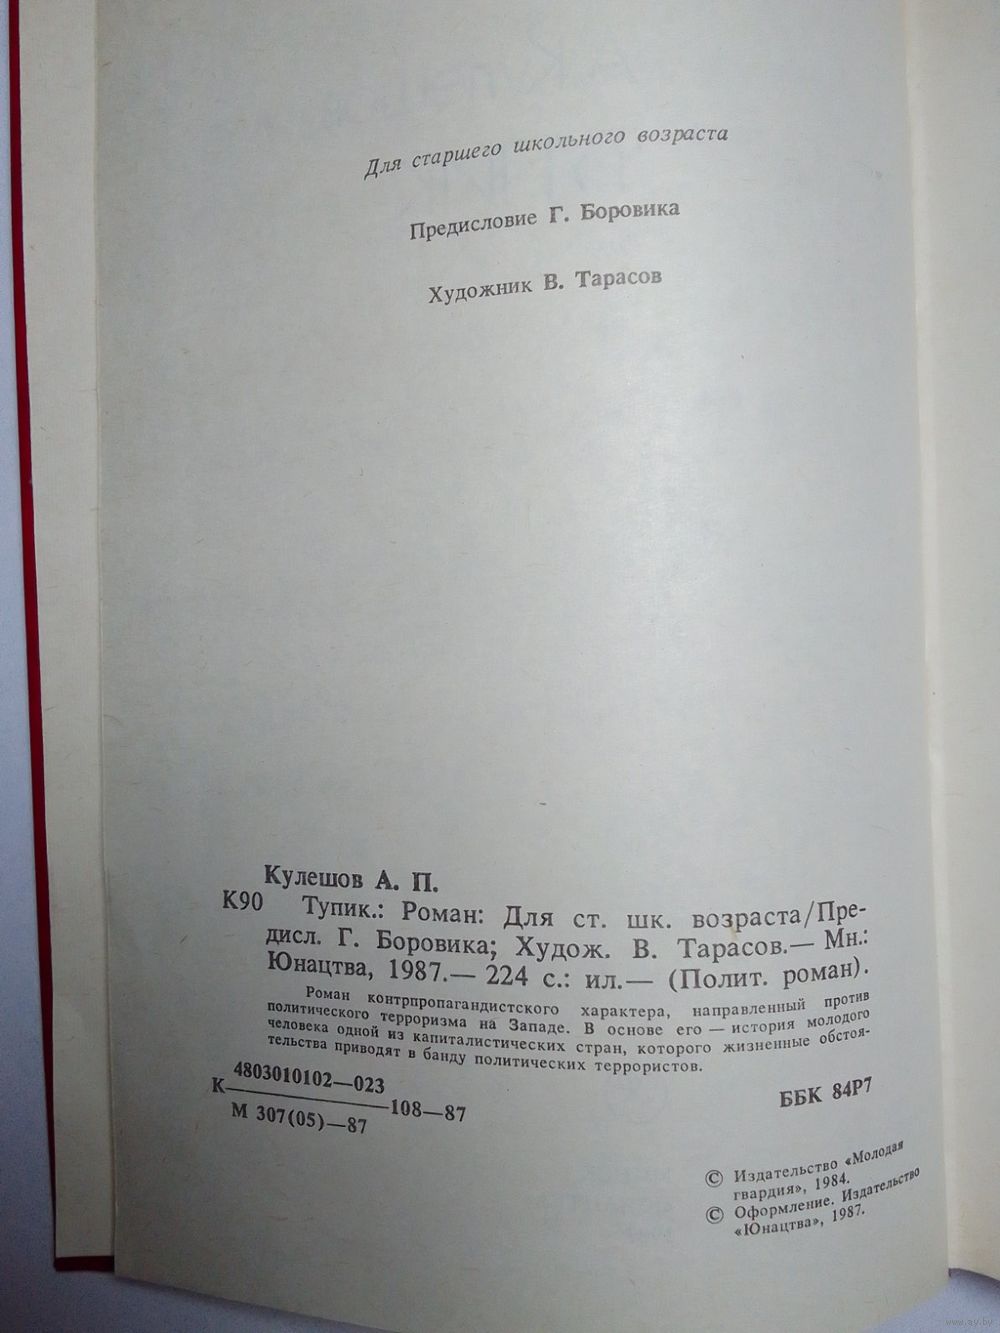 Для старшего школьного возраста
Предисловие Г. Боровика
Художник В. Тарасов
Кулешов А. П.
К90 Тупик.: Роман: Для ст. шк. возраста/Пре-
дисл. Г. Боровика; Худож. В. Тарасов.— Мн.:
Юнацтва, 1987.— 224 с.: ил.— (Полит. роман).
Роман контрпропагандистского характера, направленный против
политического терроризма на Западе. В основе его — история молодого
человека одной из капиталистических стран, которого жизненные обстоя-
тельства приводят в банду политических террористов.
4803010102—023
К————108—87
М 307(05)—87
ББК 84Р7
© Издательство «Молодая
гвардия», 1984.
© Оформление. Издательство
«Юнацтва», 1987.
www.ay.by